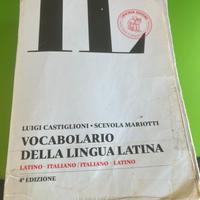 IL
LUIGI CASTIGLIONI • SCEVOLA MARIOTTI
VOCABOLARIO
DELLA LINGUA LATINA
LATINO - ITALIANO / ITALIANO - LATINO
4ª EDIZIONE